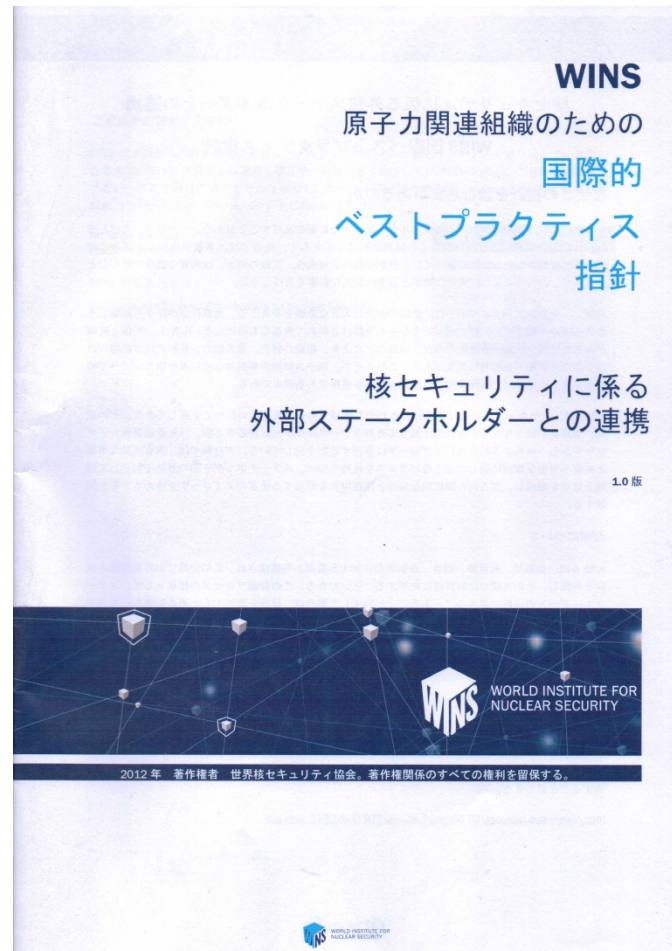 WINS
原子力関連組織のための
国際的
ベストプラクティス
指針
核セキュリティに係る
外部ステークホルダーとの連携
1.0 版
WINS
WORLD INSTITUTE FOR
NUCLEAR SECURITY
2012 年　著作権者　世界核セキュリティ協会。著作権関係のすべての権利を留保する。
WINS
WORLD INSTITUTE FOR
NUCLEAR SECURITY